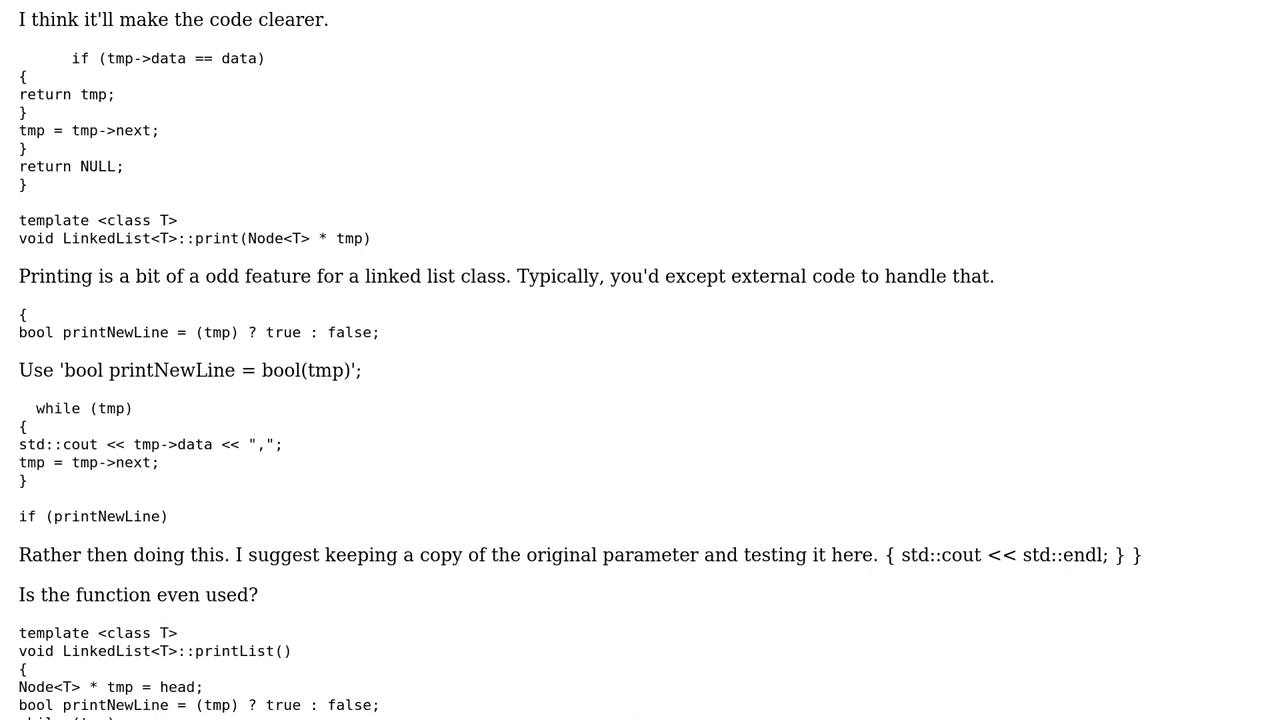 I think it'll make the code clearer.
if (tmp->data == data)
{
return tmp;
}
tmp = tmp->next;
}
return NULL;
}
template <class T>
void LinkedList<T>::print(Node<T> * tmp)
Printing is a bit of a odd feature for a linked list class. Typically, you'd except external code to handle that.
{
bool printNewLine = (tmp) ? true : false;
Use 'bool printNewLine = bool(tmp)';
while (tmp)
{
std::cout << tmp->data << ",";
tmp = tmp->next;
}
if (printNewLine)
Rather then doing this. I suggest keeping a copy of the original parameter and testing it here. { std::cout << std::endl; } }
Is the function even used?
template <class T>
void LinkedList<T>::printList()
{
Node<T> * tmp = head;
bool printNewLine = (tmp) ? true : false;